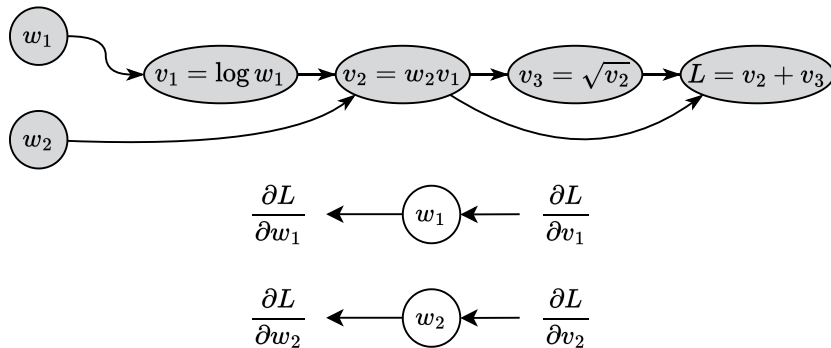 w₁
v₁ = log w₁ v₂ = w₂v₁ v₃ = √v₂ L = v₂ + v₃
w₂
∂L/∂w₁ w₁ ∂L/∂v₁
∂L/∂w₂ w₂ ∂L/∂v₂